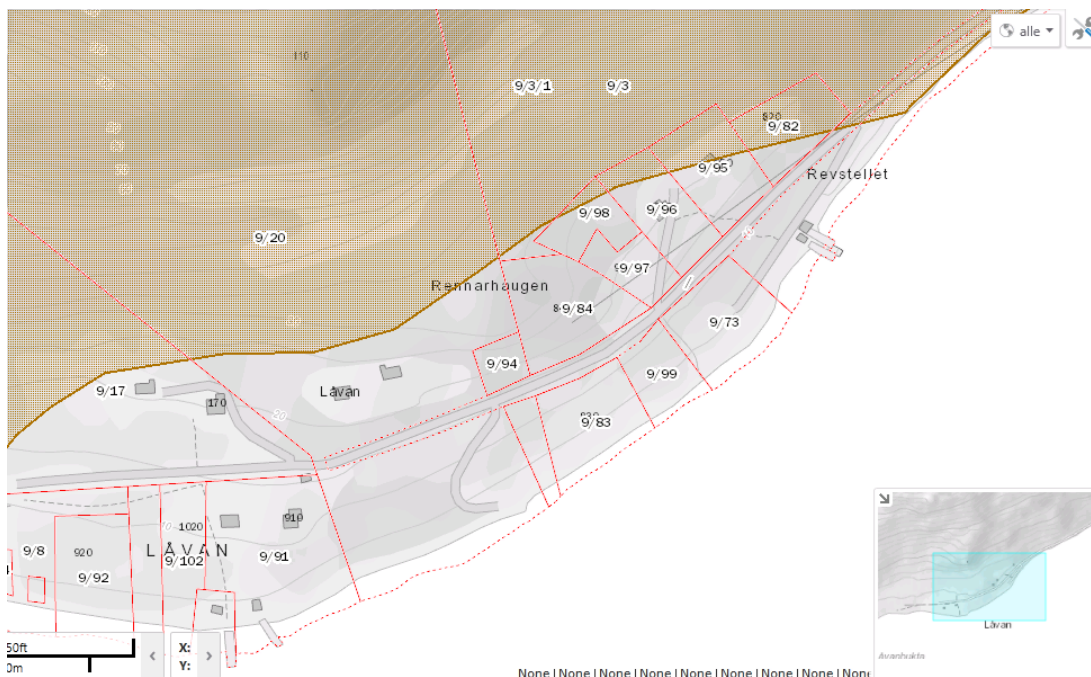 alle
110
9/3/1
9/3
9/82
9/95
Revstellet
9/98
9/96
9/20
9/97
Rennarhaugen
9/84
9/73
9/94
9/99
9/17
Låvan
170
20
9/83
910
1020
9/8
920
LÅVAN
9/102
9/91
9/92
50ft
0m
X:
Y:
Låvan
None | None | None | None | None | None | None | None | None